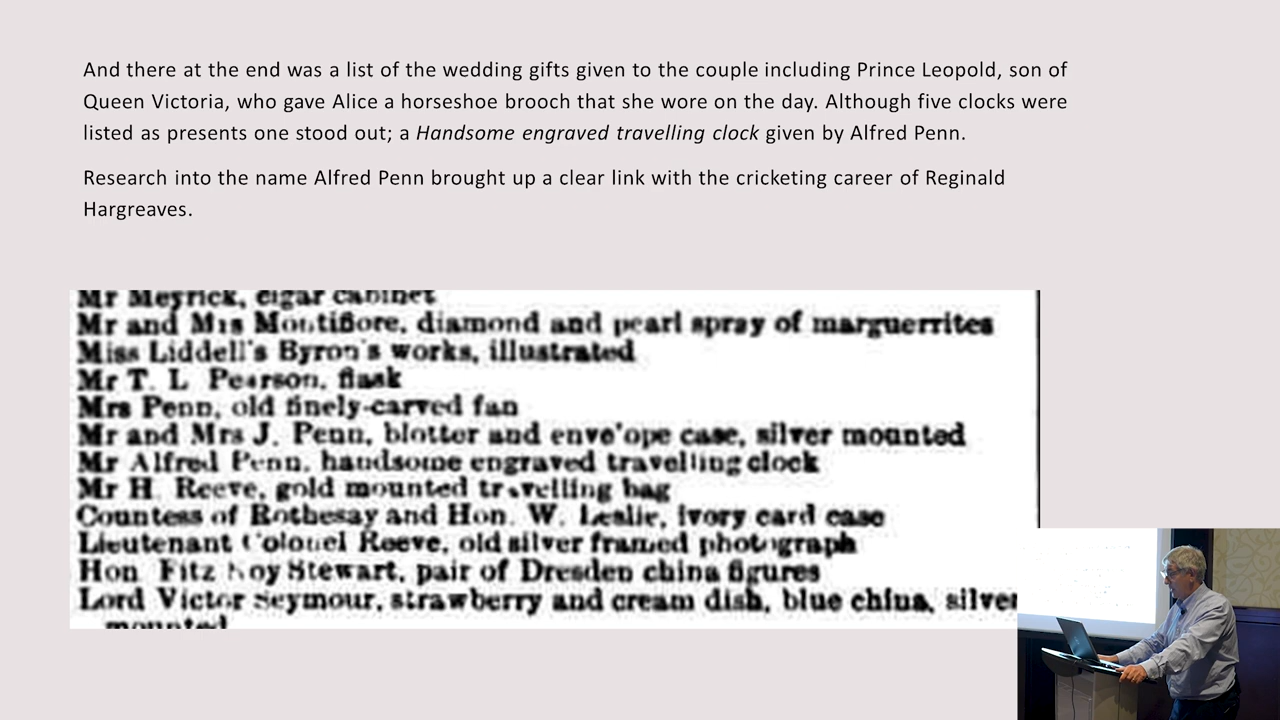 And there at the end was a list of the wedding gifts given to the couple including Prince Leopold, son of
Queen Victoria, who gave Alice a horseshoe brooch that she wore on the day. Although five clocks were
listed as presents one stood out; a Handsome engraved travelling clock given by Alfred Penn.
Research into the name Alfred Penn brought up a clear link with the cricketing career of Reginald
Hargreaves.
Mr Meyrick, cigar cabinet
Mr and Mrs Montifiore, diamond and pearl spray of marguerrites
Miss Liddell's Byron's works, illustrated
Mr T. L Pearson, flask
Mrs Penn, old finely-carved fan
Mr and Mrs J. Penn, blotter and enve'ope case, silver mounted
Mr Alfred Penn, handsome engraved travelling clock
Mr H Reeve, gold mounted travelling bag
Countess of Rothesay and Hon. W. Leslie, ivory card case
Lieutenant Colonel Reeve, old silver framed photograph
Hon Fitz Roy Stewart, pair of Dresden china figures
Lord Victor Seymour, strawberry and cream dish, blue china, silver
mounted